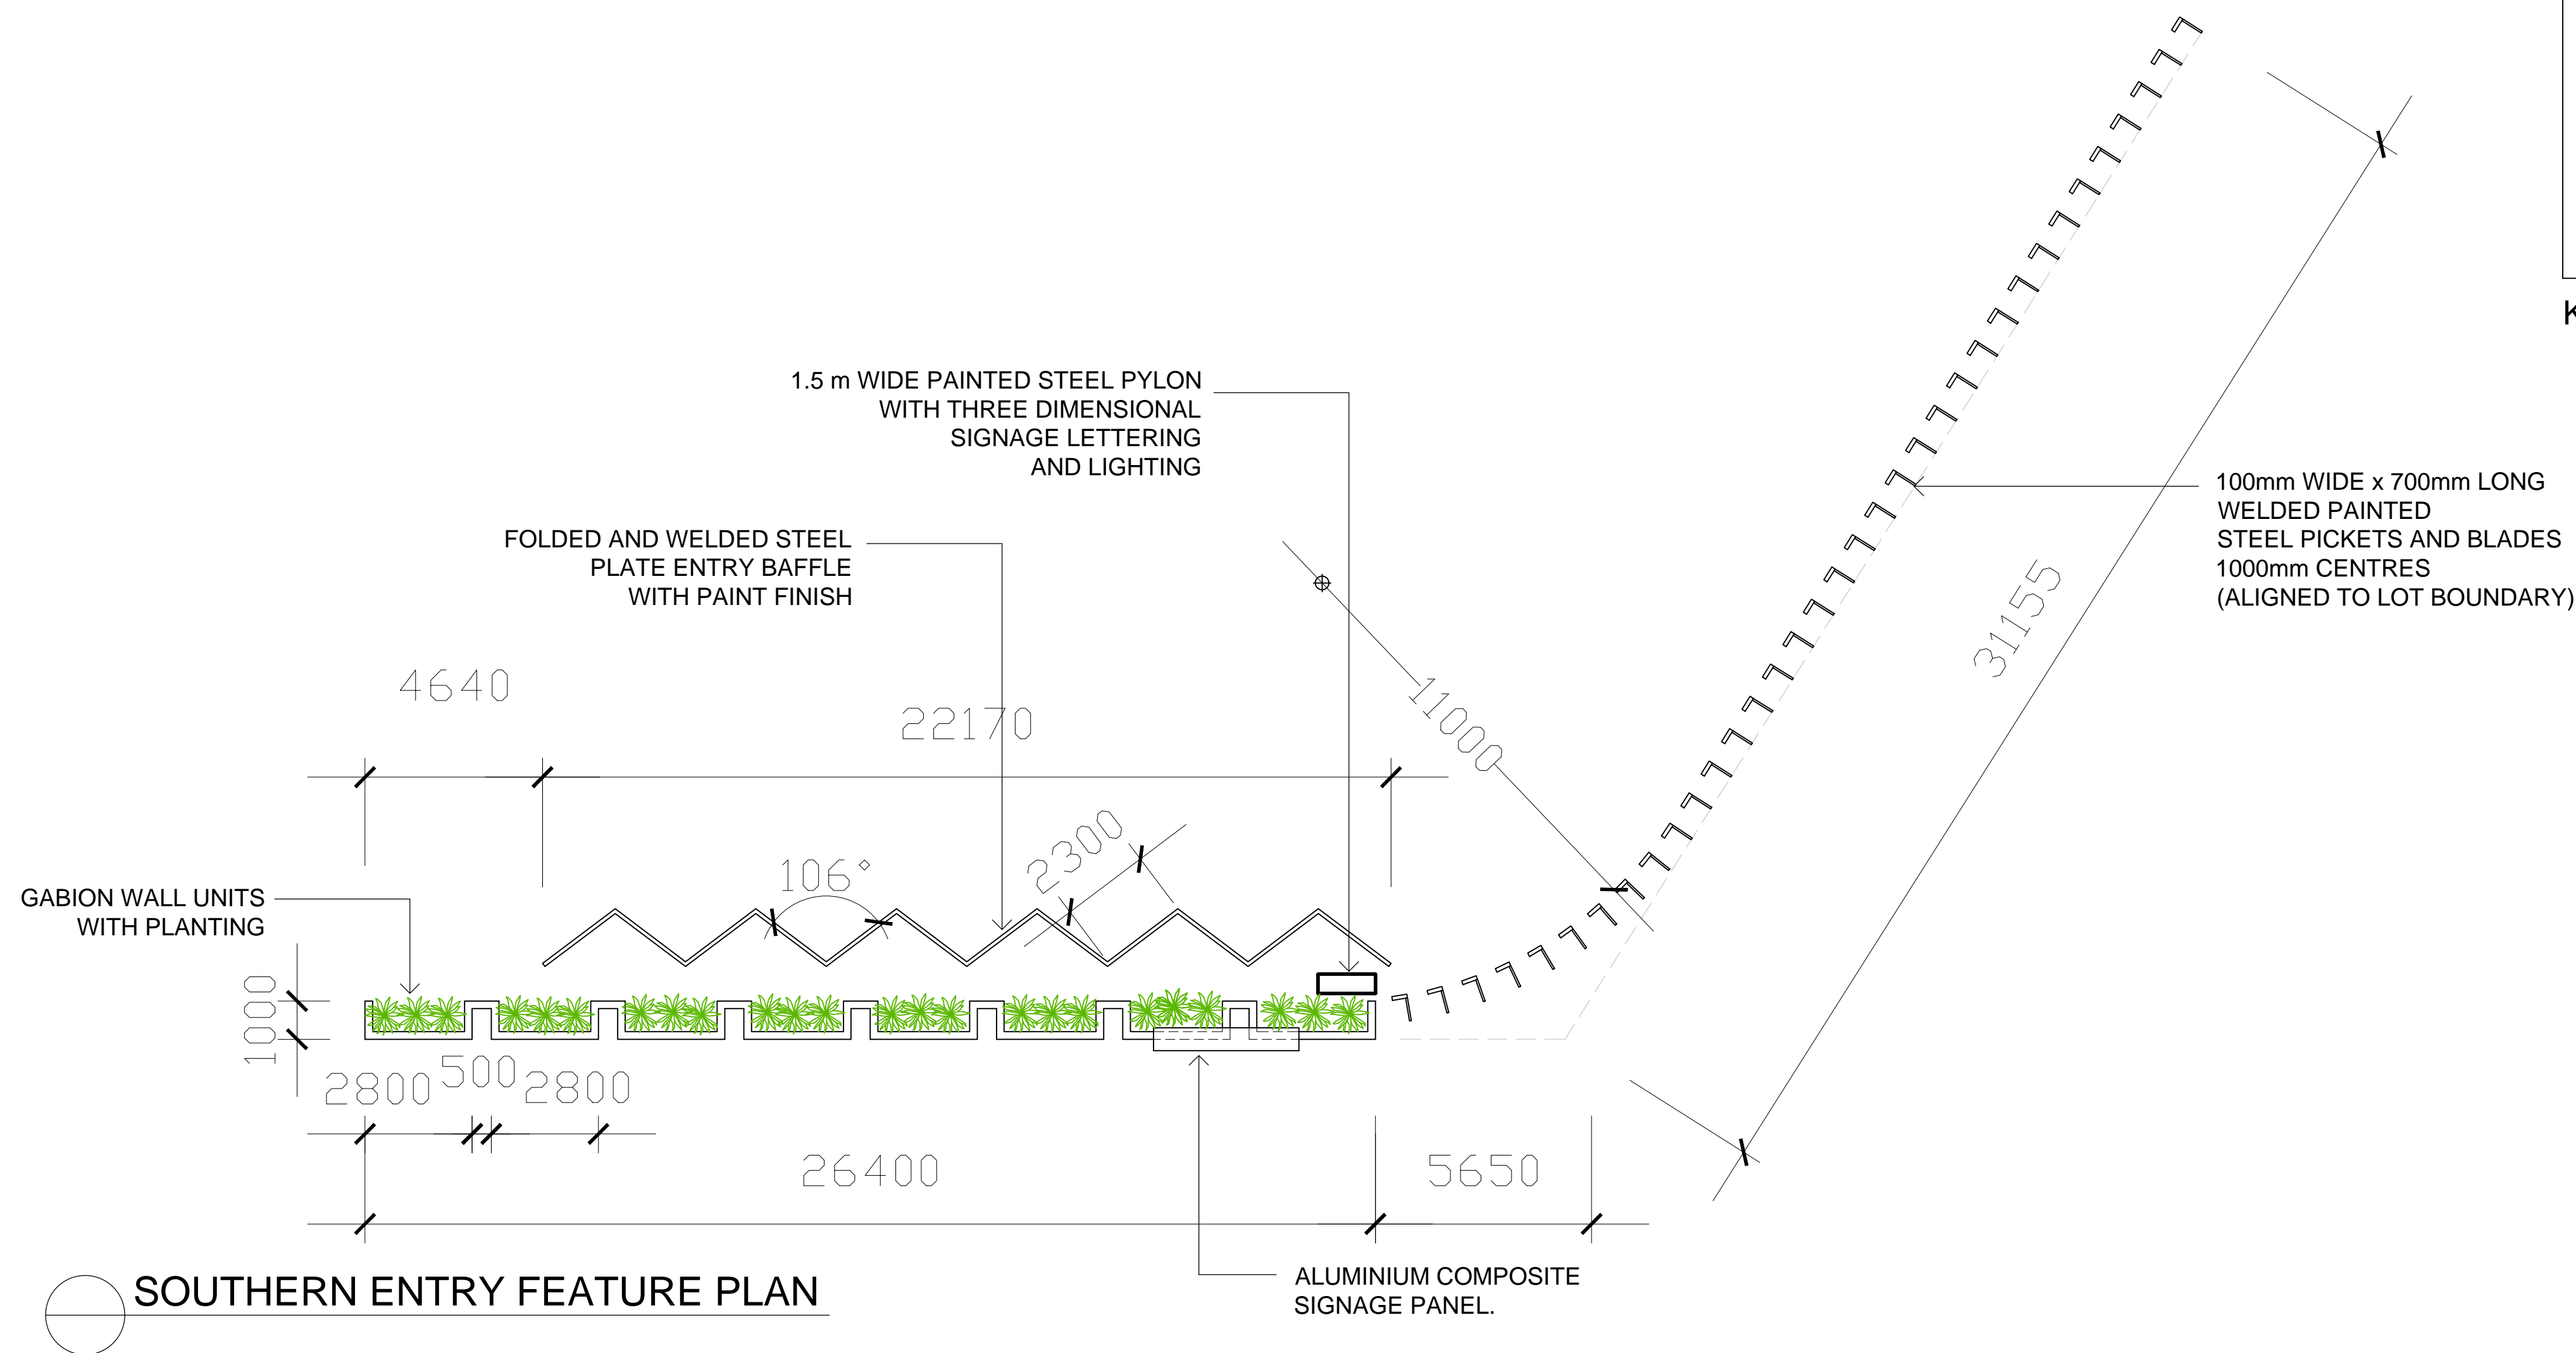 K
1.5 m WIDE PAINTED STEEL PYLON
WITH THREE DIMENSIONAL
SIGNAGE LETTERING
AND LIGHTING
100mm WIDE x 700mm LONG
WELDED PAINTED
STEEL PICKETS AND BLADES
1000mm CENTRES
(ALIGNED TO LOT BOUNDARY)
FOLDED AND WELDED STEEL
PLATE ENTRY BAFFLE
WITH PAINT FINISH
31155
4640
22170
11000
106°
2300
GABION WALL UNITS
WITH PLANTING
1000
2800
500
2800
26400
5650
ALUMINIUM COMPOSITE
SIGNAGE PANEL.
SOUTHERN ENTRY FEATURE PLAN